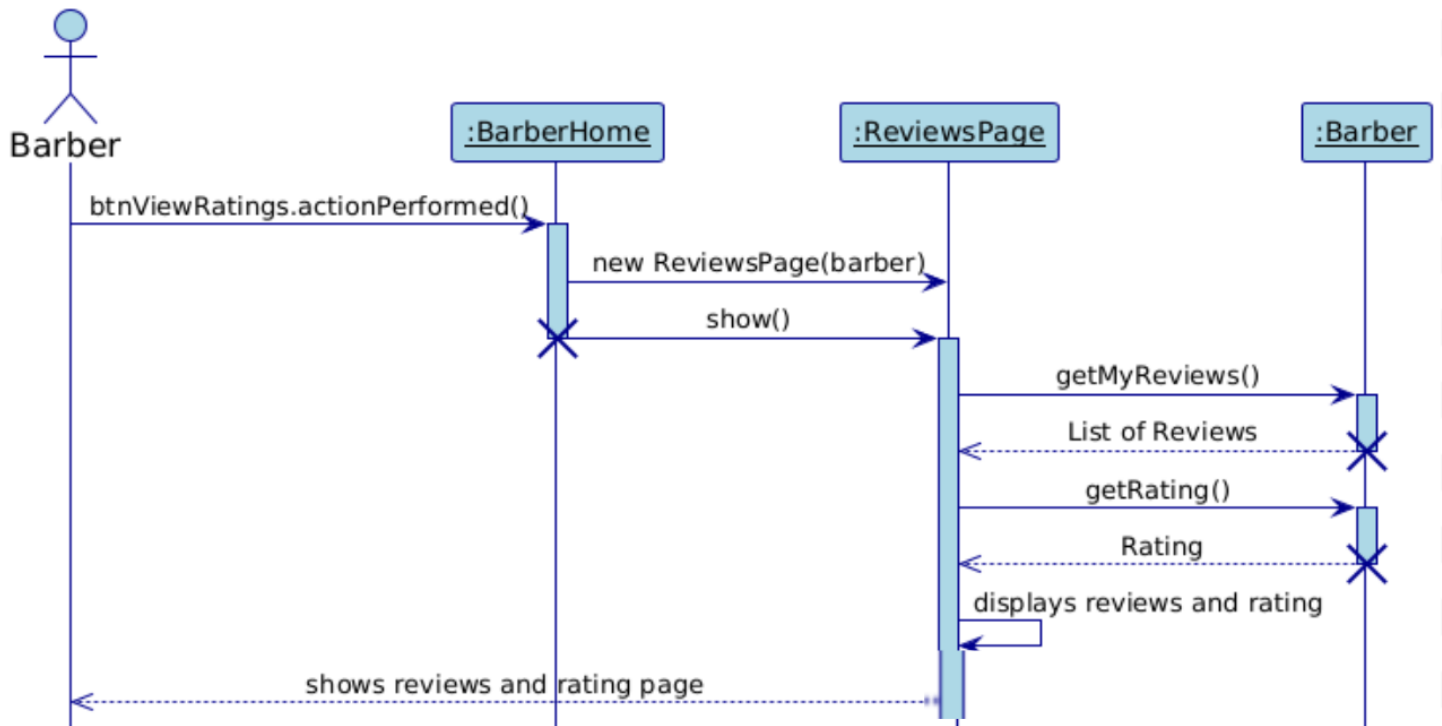 Barber
:BarberHome
:ReviewsPage
:Barber
btnViewRatings.actionPerformed()
new ReviewsPage(barber)
show()
getMyReviews()
List of Reviews
getRating()
Rating
displays reviews and rating
shows reviews and rating page